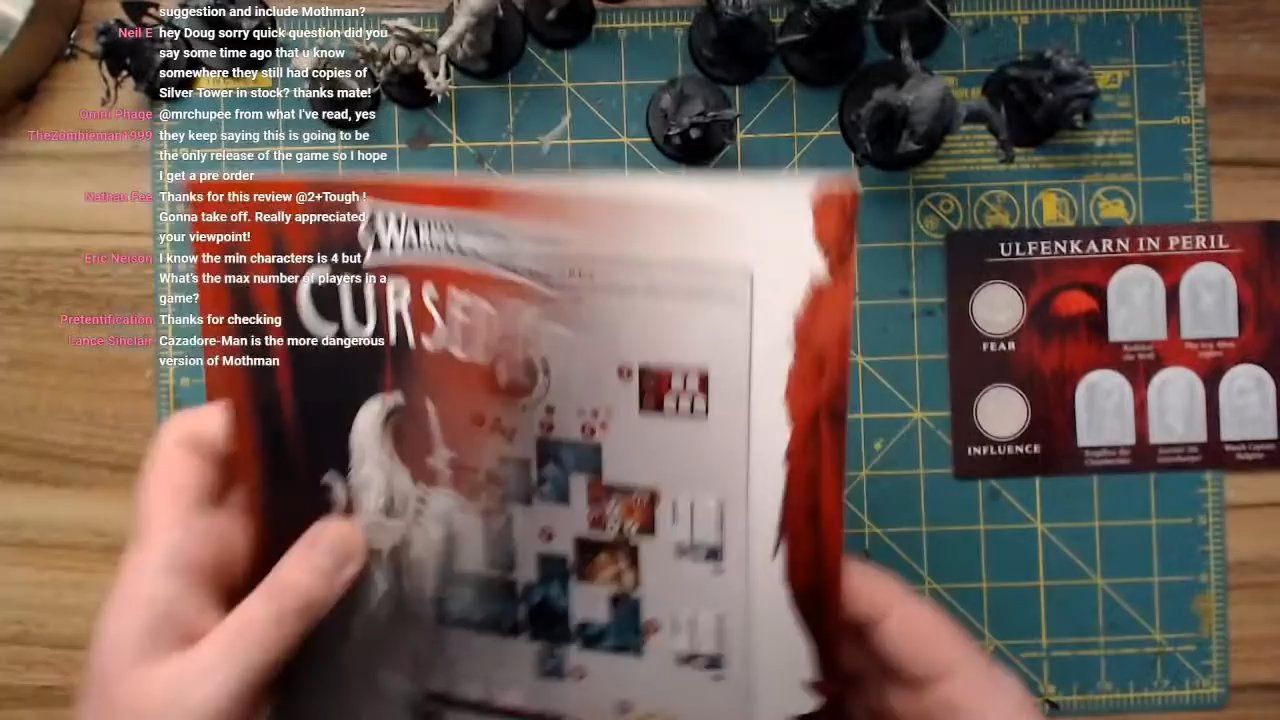 suggestion and include Mothman?
Neil E hey Doug sorry quick question did you
say some time ago that u know
somewhere they still had copies of
Silver Tower in stock? thanks mate!
Omni Phage @mrchupee from what I've read, yes
TheZombieman1999 they keep saying this is going to be
the only release of the game so I hope
I get a pre order
Nathan Fee Thanks for this review @2+Tough !
Gonna take off. Really appreciated
your viewpoint!
Eric Nelson I know the min characters is 4 but
What's the max number of players in a
game?
Pretentification Thanks for checking
Lance Sinclair Cazadore-Man is the more dangerous
version of Mothman
CURSED
ULFENKARN IN PERIL
FEAR
INFLUENCE